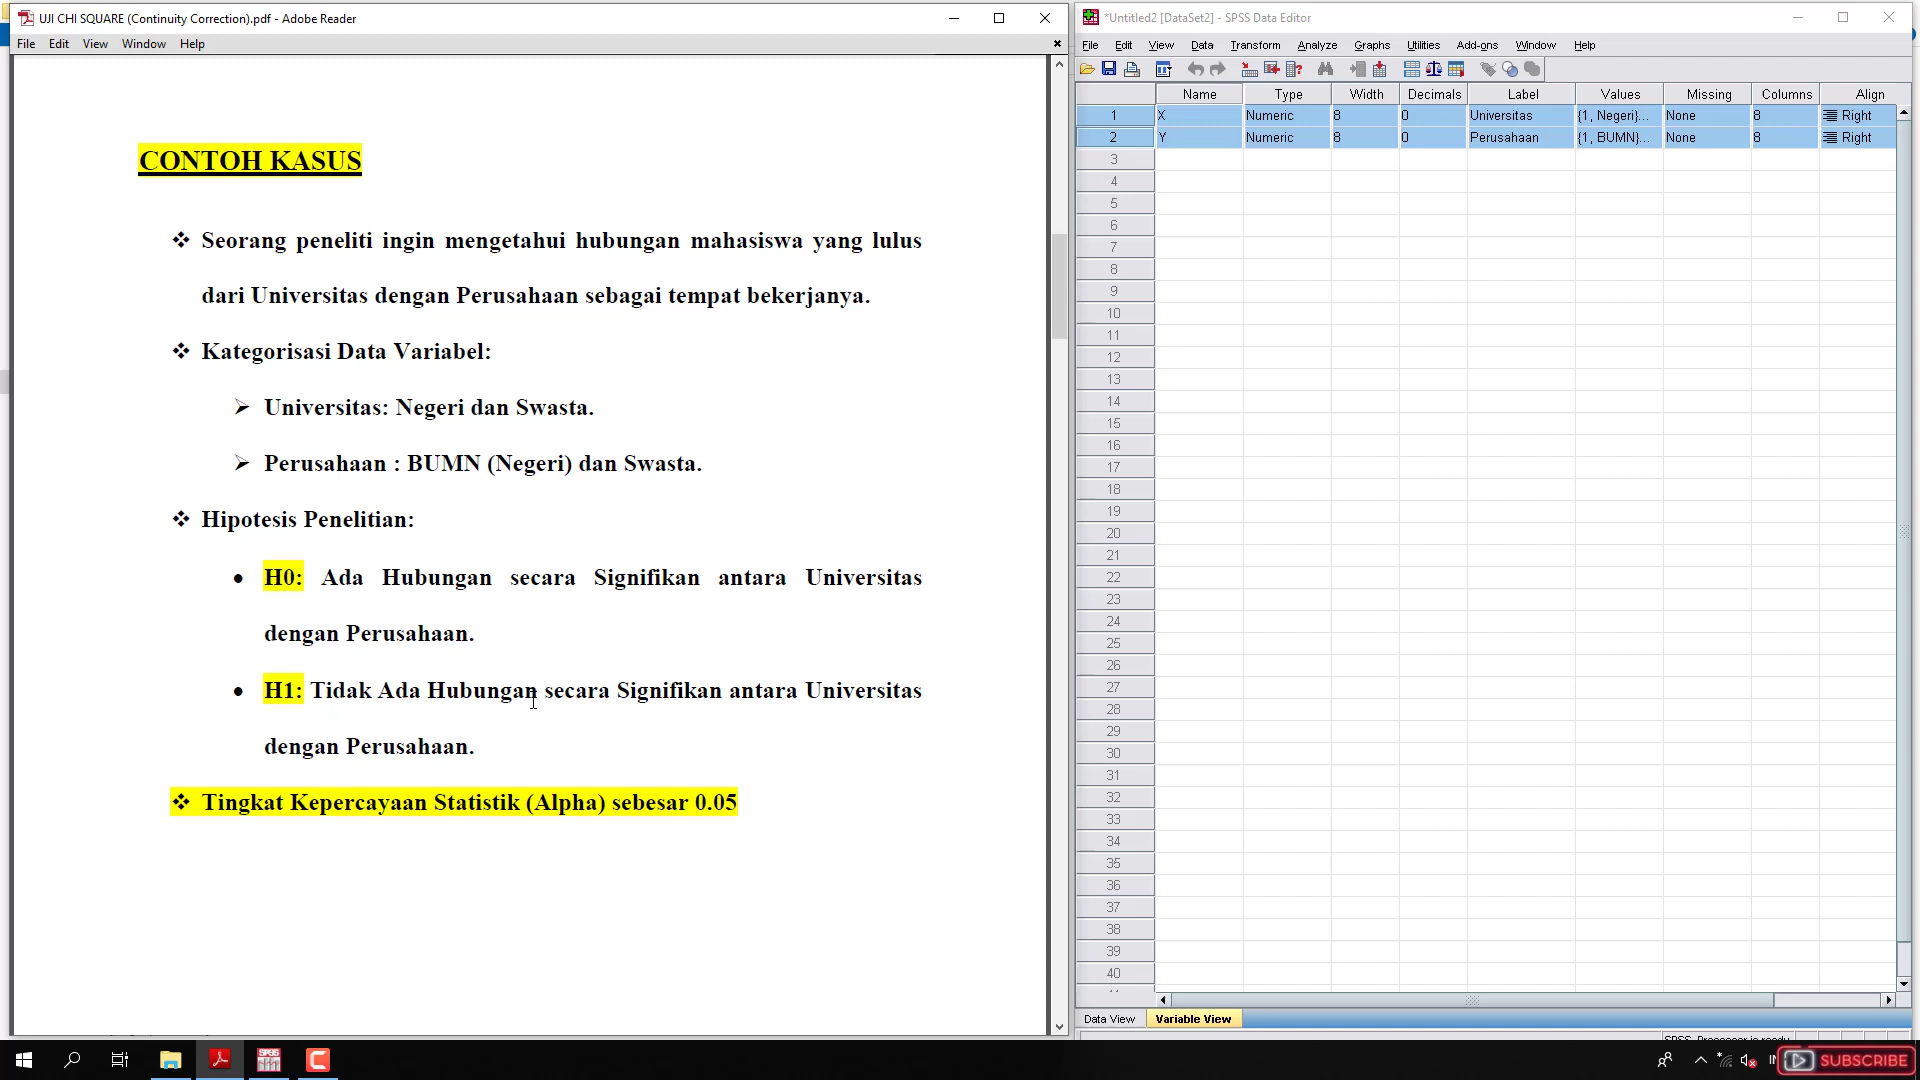 UJI CHI SQUARE (Continuity Correction).pdf - Adobe Reader
File Edit View Window Help
CONTOH KASUS
❖ Seorang peneliti ingin mengetahui hubungan mahasiswa yang lulus
dari Universitas dengan Perusahaan sebagai tempat bekerjanya.
❖ Kategorisasi Data Variabel:
➢ Universitas: Negeri dan Swasta.
➢ Perusahaan : BUMN (Negeri) dan Swasta.
❖ Hipotesis Penelitian:
• H0: Ada Hubungan secara Signifikan antara Universitas
dengan Perusahaan.
• H1: Tidak Ada Hubungan secara Signifikan antara Universitas
dengan Perusahaan.
❖ Tingkat Kepercayaan Statistik (Alpha) sebesar 0.05
*Untitled2 [DataSet2] - SPSS Data Editor
File Edit View Data Transform Analyze Graphs Utilities Add-ons Window Help
Name Type Width Decimals Label Values Missing Columns Align
1 X Numeric 8 0 Universitas {1, Negeri}... None 8 Right
2 Y Numeric 8 0 Perusahaan {1, BUMN}... None 8 Right
3
4
5
6
7
8
9
10
11
12
13
14
15
16
17
18
19
20
21
22
23
24
25
26
27
28
29
30
31
32
33
34
35
36
37
38
39
40
Data View Variable View
SPSS Processor is ready
SPSS
SUBSCRIBE